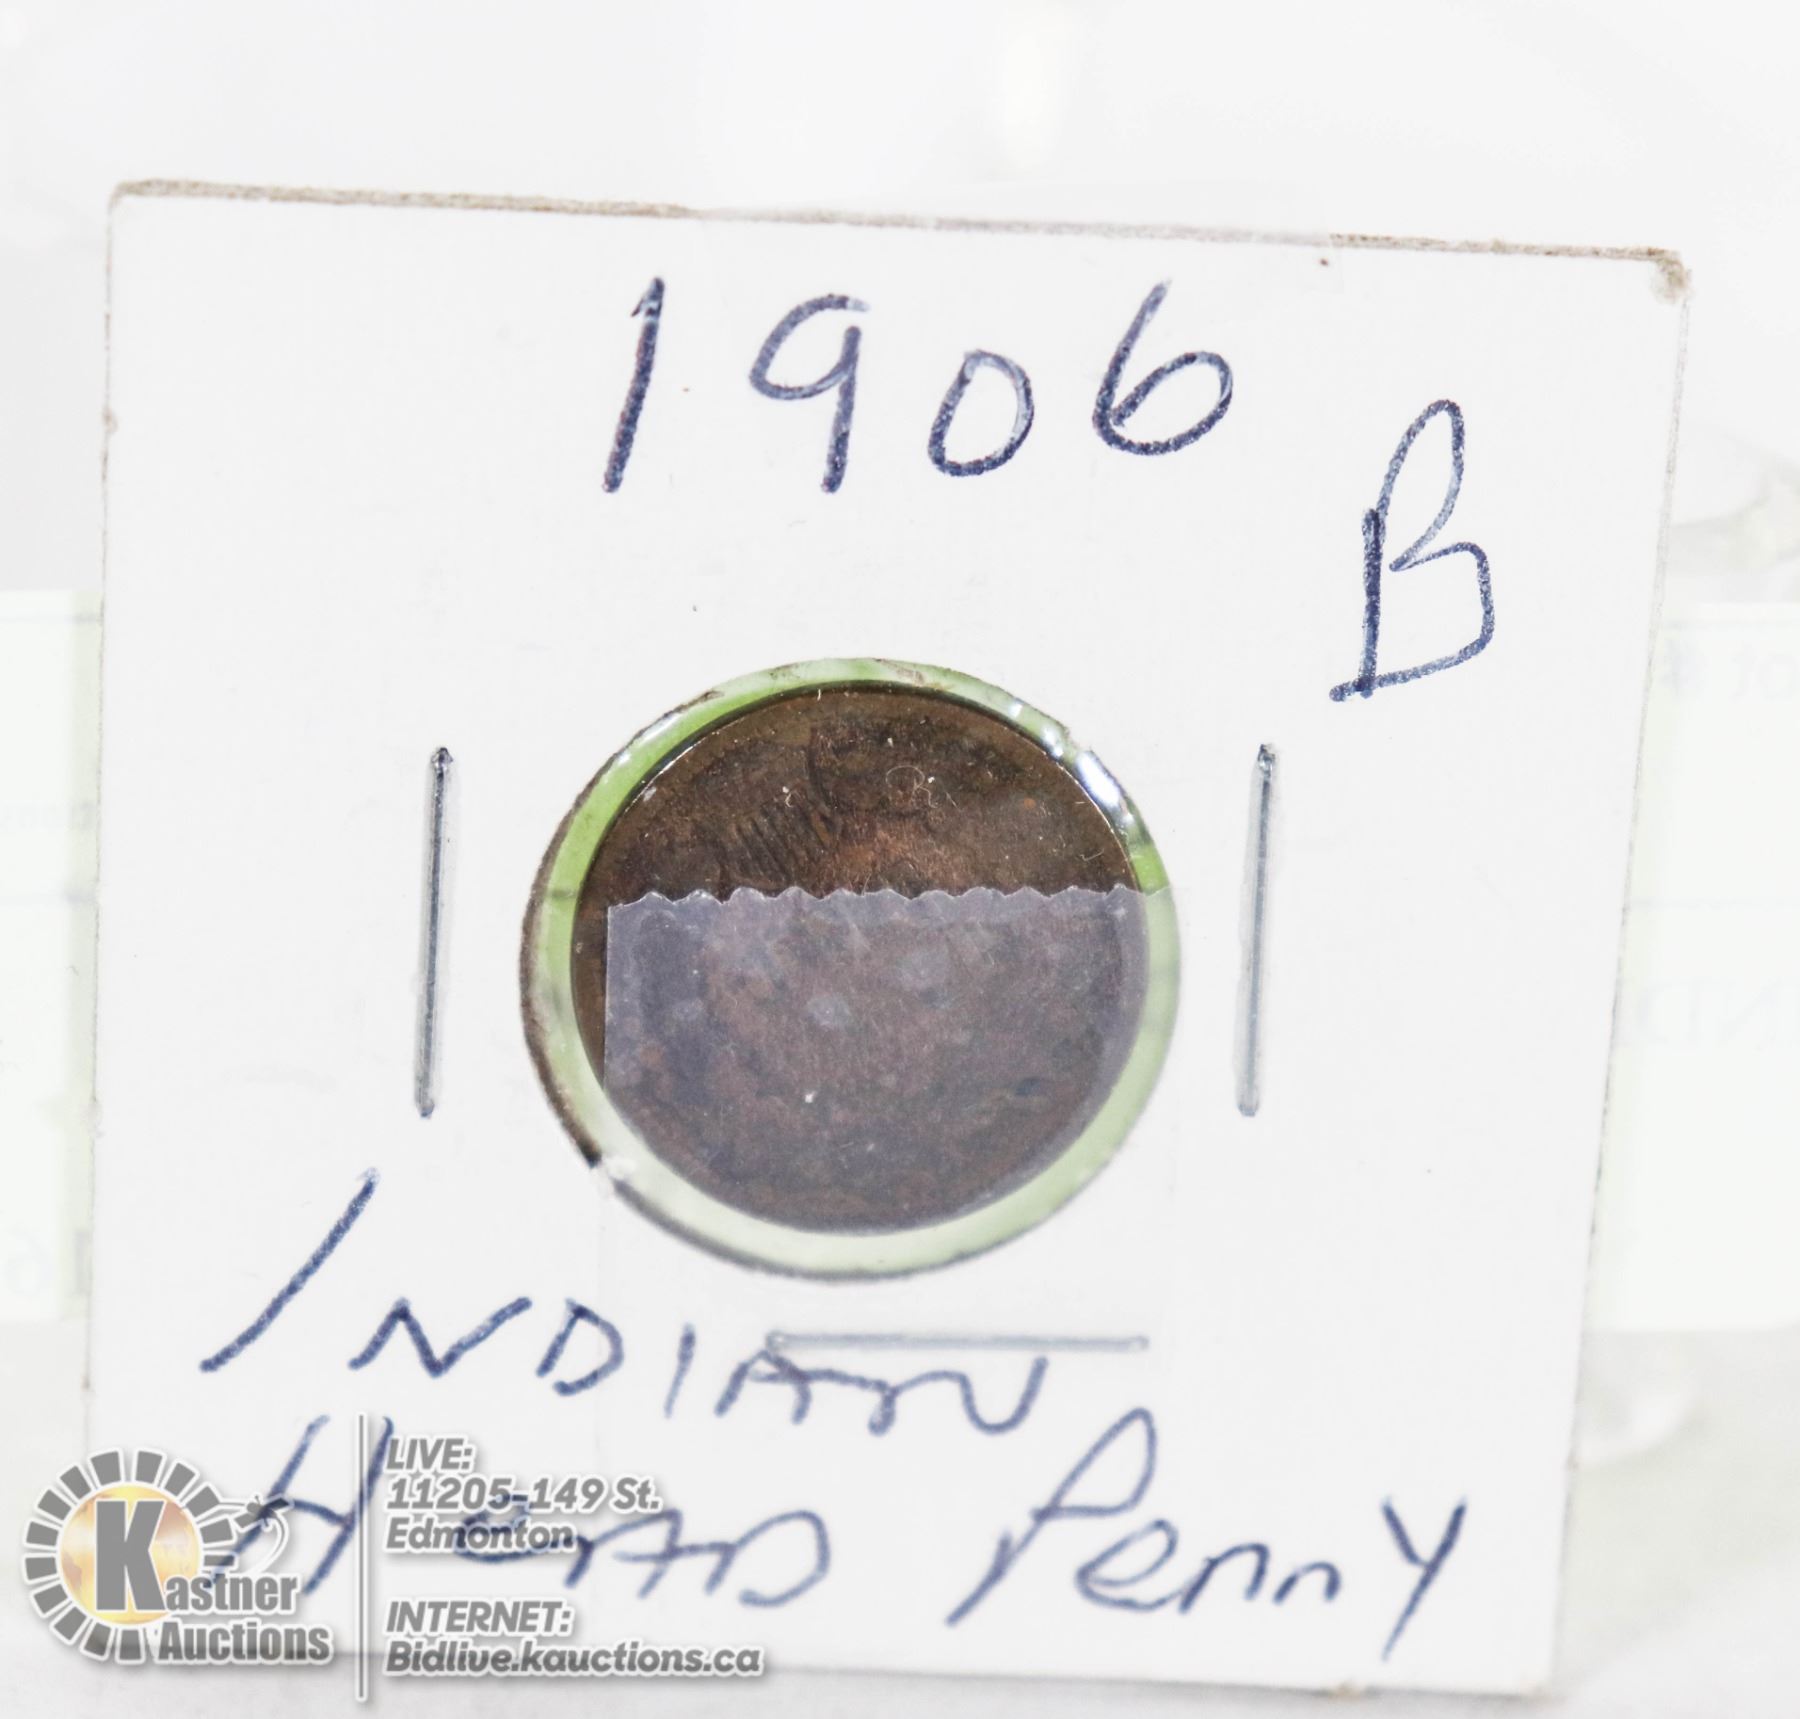 1906
B
INDIAN
HEAD Penny
K
Kastner
Auctions
LIVE:
11205-149 St.
Edmonton
INTERNET:
Bidlive.kauctions.ca